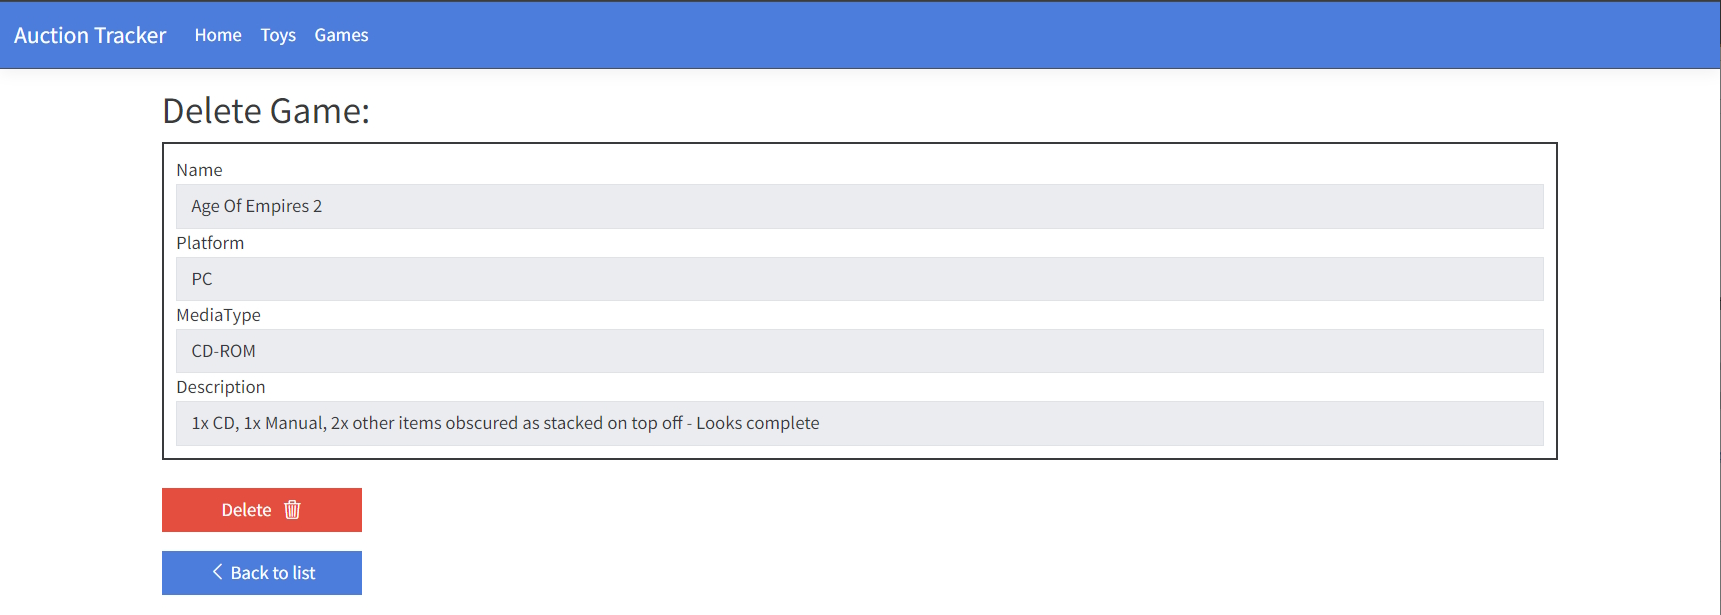 Auction Tracker Home Toys Games
Delete Game:
Name
Age Of Empires 2
Platform
PC
MediaType
CD-ROM
Description
1x CD, 1x Manual, 2x other items obscured as stacked on top off - Looks complete
Delete
Back to list